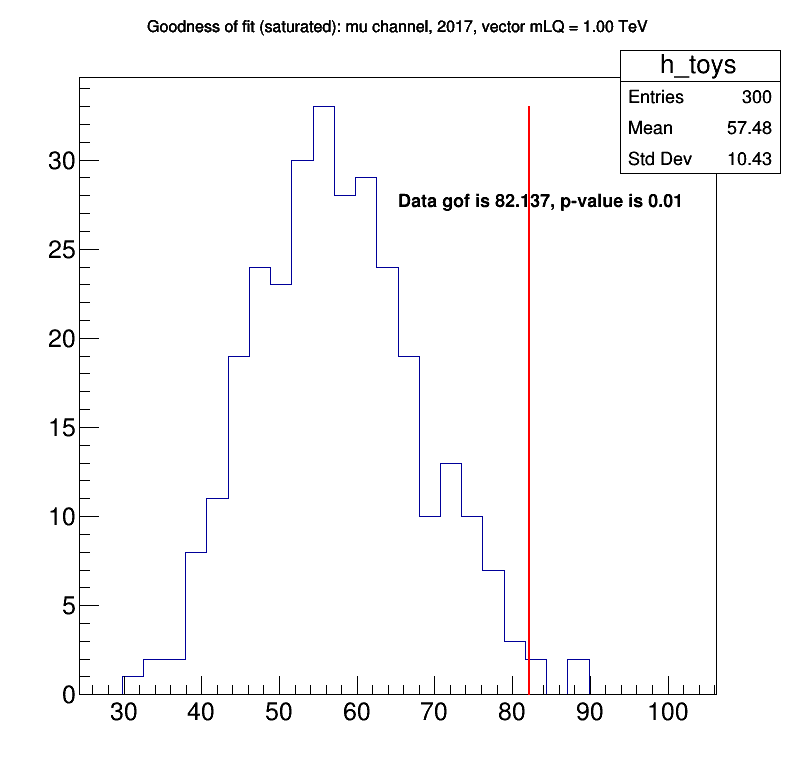 Goodness of fit (saturated): mu channel, 2017, vector mLQ = 1.00 TeV
h_toys
Entries 300
Mean 57.48
Std Dev 10.43
Data gof is 82.137, p-value is 0.01
30
25
20
15
10
5
0
30 40 50 60 70 80 90 100